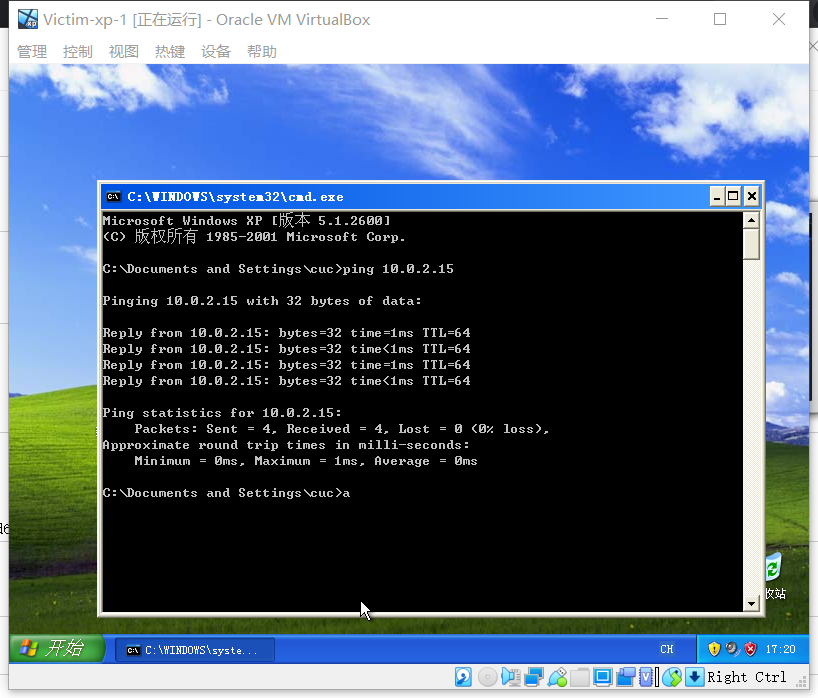 Victim-xp-1 [正在运行] - Oracle VM VirtualBox
管理 控制 视图 热键 设备 帮助
C:\WINDOWS\system32\cmd.exe
Microsoft Windows XP [版本 5.1.2600]
(C) 版权所有 1985-2001 Microsoft Corp.
C:\Documents and Settings\cuc>ping 10.0.2.15
Pinging 10.0.2.15 with 32 bytes of data:
Reply from 10.0.2.15: bytes=32 time=1ms TTL=64
Reply from 10.0.2.15: bytes=32 time<1ms TTL=64
Reply from 10.0.2.15: bytes=32 time=1ms TTL=64
Reply from 10.0.2.15: bytes=32 time<1ms TTL=64
Ping statistics for 10.0.2.15:
Packets: Sent = 4, Received = 4, Lost = 0 (0% loss),
Approximate round trip times in milli-seconds:
Minimum = 0ms, Maximum = 1ms, Average = 0ms
C:\Documents and Settings\cuc>a
收站
开始 C:\WINDOWS\syste... CH 17:20
Right Ctrl